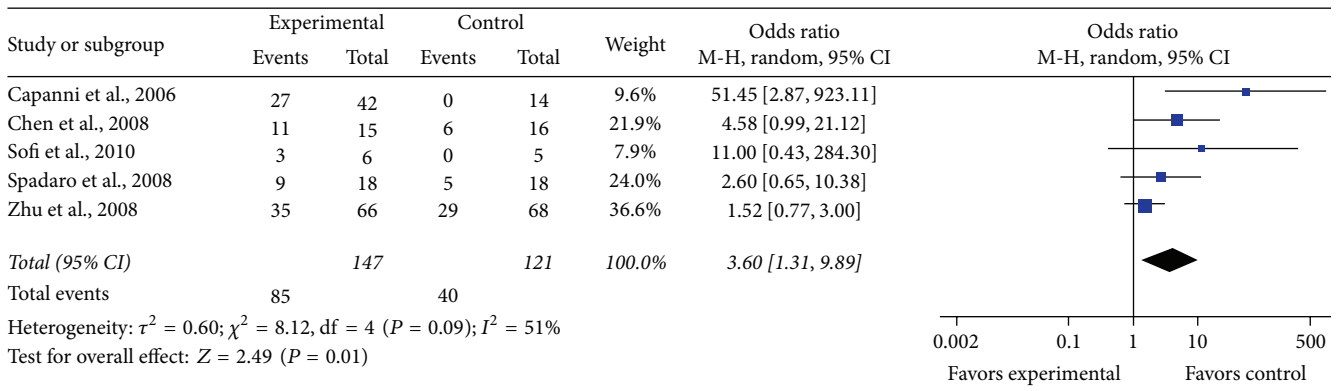 Study or subgroup Experimental Control Weight Odds ratio Odds ratio
Events Total Events Total M-H, random, 95% CI M-H, random, 95% CI
Capanni et al., 2006 27 42 0 14 9.6% 51.45 [2.87, 923.11]
Chen et al., 2008 11 15 6 16 21.9% 4.58 [0.99, 21.12]
Sofi et al., 2010 3 6 0 5 7.9% 11.00 [0.43, 284.30]
Spadaro et al., 2008 9 18 5 18 24.0% 2.60 [0.65, 10.38]
Zhu et al., 2008 35 66 29 68 36.6% 1.52 [0.77, 3.00]
Total (95% CI) 147 121 100.0% 3.60 [1.31, 9.89]
Total events 85 40
Heterogeneity: τ² = 0.60; χ² = 8.12, df = 4 (P = 0.09); I² = 51%
Test for overall effect: Z = 2.49 (P = 0.01)
0.002 0.1 1 10 500
Favors experimental Favors control